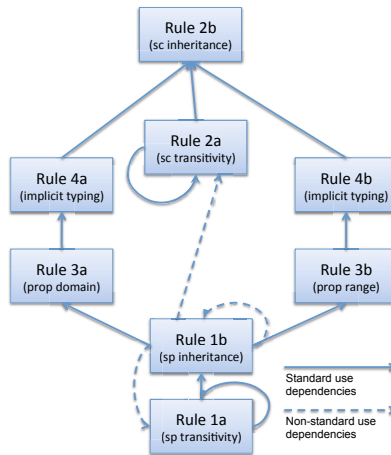 Rule 2b
(sc inheritance)
Rule 2a
(sc transitivity)
Rule 4a
(implicit typing)
Rule 4b
(implicit typing)
Rule 3a
(prop domain)
Rule 3b
(prop range)
Rule 1b
(sp inheritance)
Rule 1a
(sp transitivity)
Standard use
dependencies
Non-standard use
dependencies